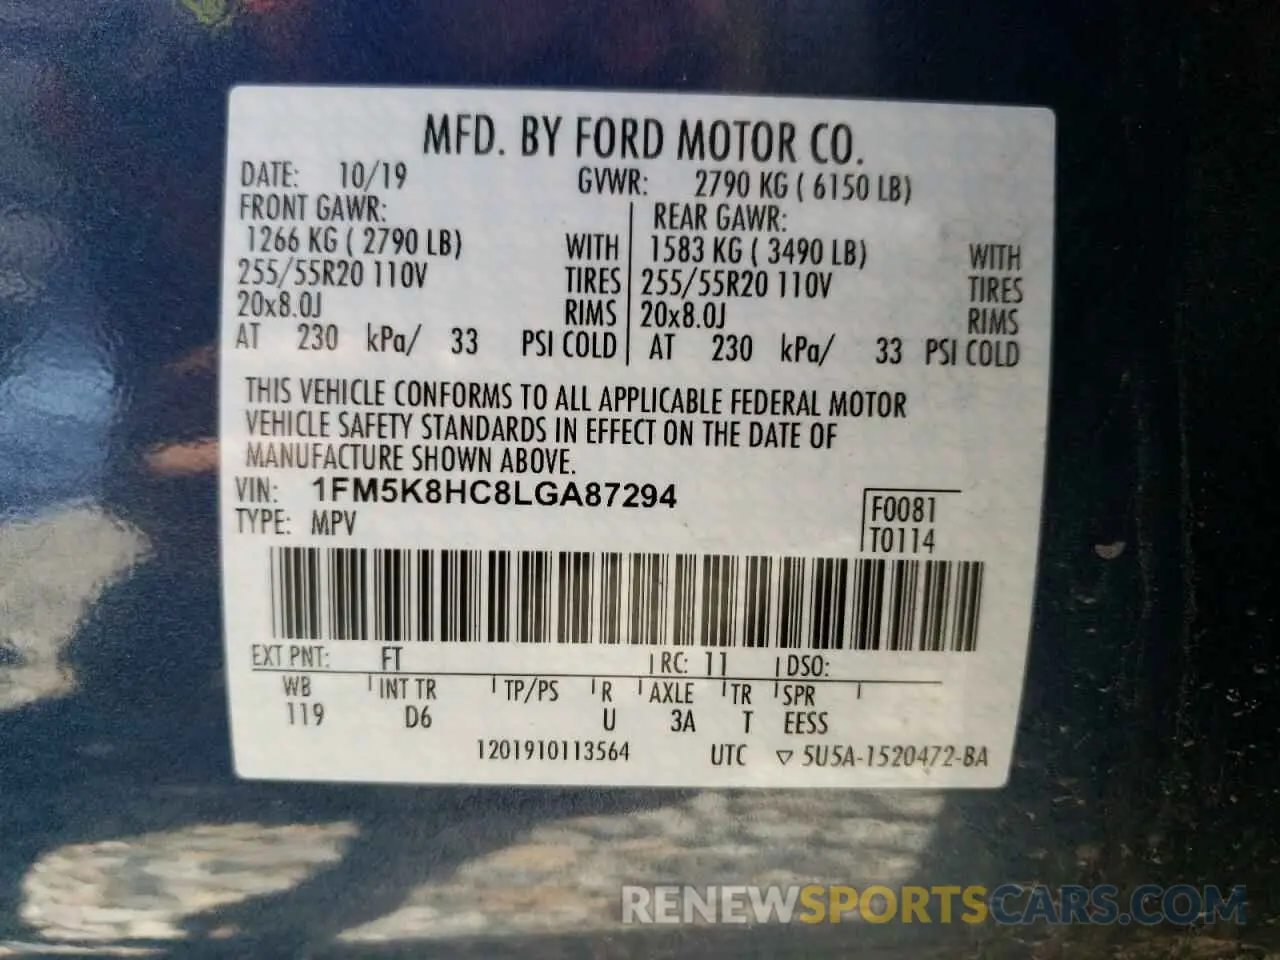 MFD. BY FORD MOTOR CO.
DATE: 10/19 GVWR: 2790 KG ( 6150 LB)
FRONT GAWR: REAR GAWR:
1266 KG ( 2790 LB) WITH 1583 KG ( 3490 LB) WITH
255/55R20 110V TIRES 255/55R20 110V TIRES
20x8.0J RIMS 20x8.0J RIMS
AT 230 kPa/ 33 PSI COLD AT 230 kPa/ 33 PSI COLD
THIS VEHICLE CONFORMS TO ALL APPLICABLE FEDERAL MOTOR
VEHICLE SAFETY STANDARDS IN EFFECT ON THE DATE OF
MANUFACTURE SHOWN ABOVE.
VIN: 1FM5K8HC8LGA87294 F0081
TYPE: MPV T0114
EXT PNT: FT RC: 11 DSO:
WB INT TR TP/PS R AXLE TR SPR
119 D6 U 3A T EESS
1201910113564 UTC ▽ 5U5A-1520472-BA
RENEWSPORTSCARS.COM